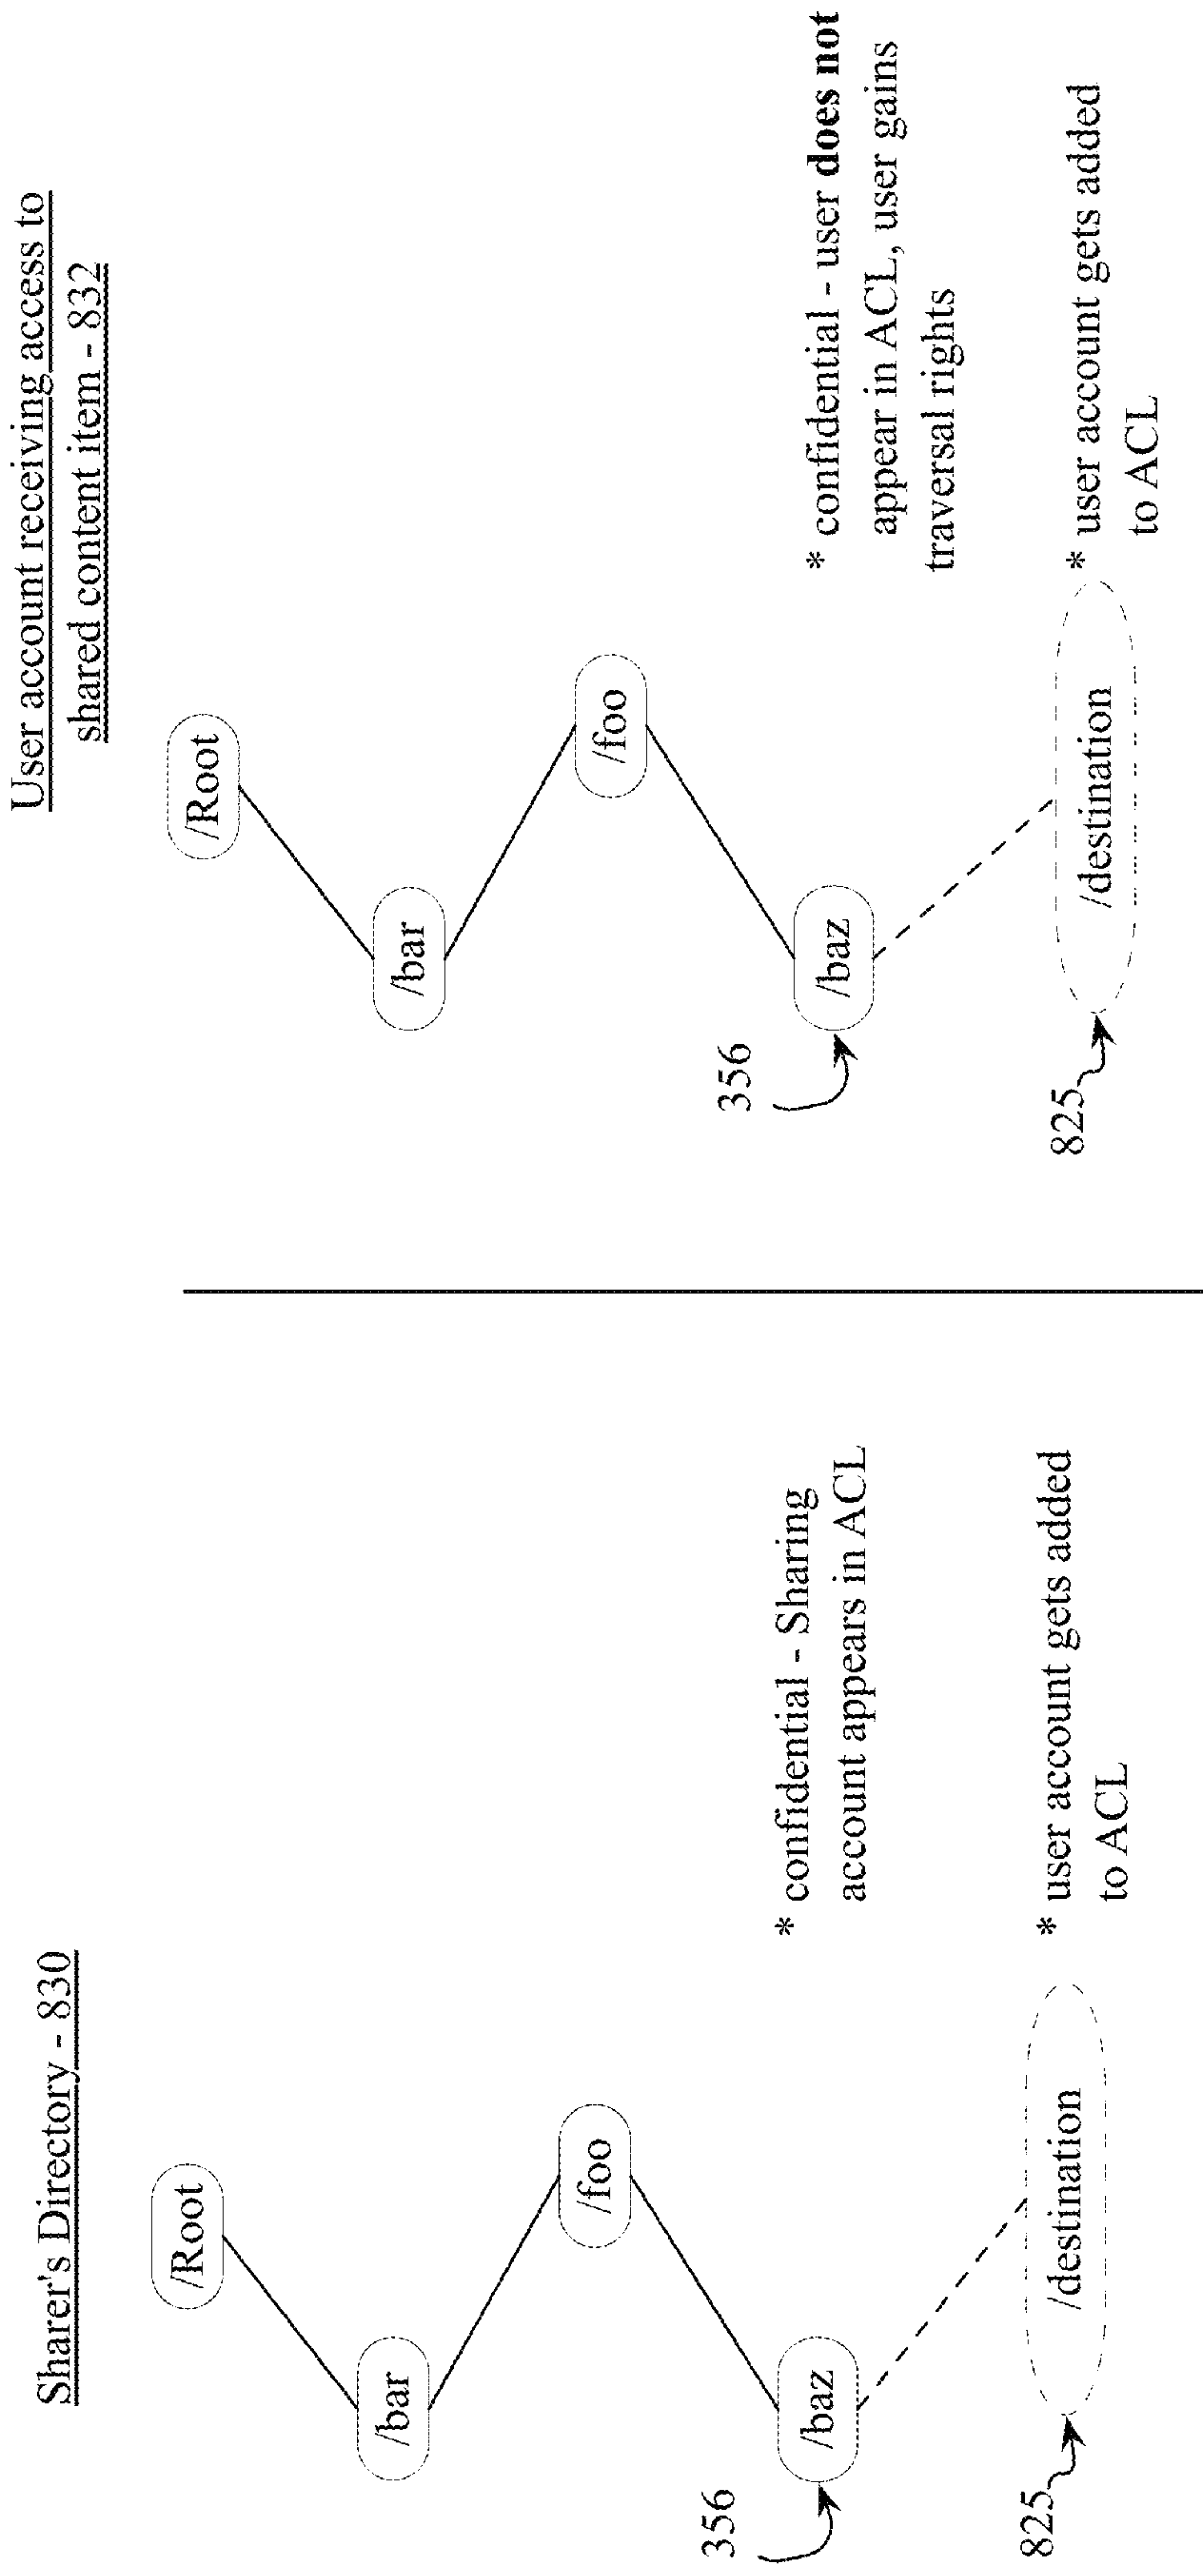 Sharer's Directory - 830
/Root
/bar
/foo
356
/baz
* confidential - Sharing
account appears in ACL
825
/destination
* user account gets added
to ACL
User account receiving access to
shared content item - 832
/Root
/bar
/foo
356
/baz
* confidential - user does not
appear in ACL, user gains
traversal rights
825
/destination
* user account gets added
to ACL